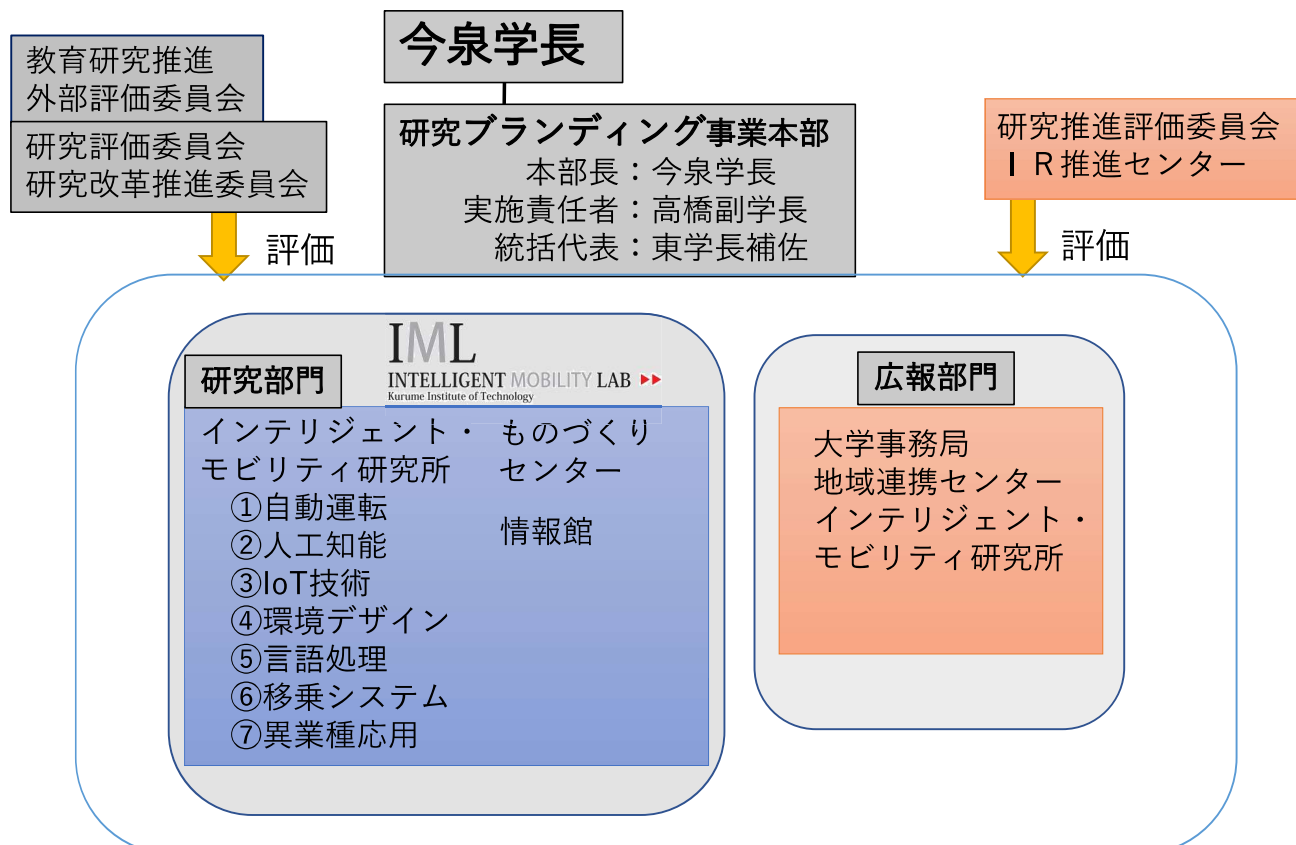 今泉学長
教育研究推進
外部評価委員会
研究評価委員会
研究改革推進委員会
評価
研究ブランディング事業本部
本部長：今泉学長
実施責任者：高橋副学長
統括代表：東学長補佐
研究推進評価委員会
ＩＲ推進センター
評価
研究部門
IML
INTELLIGENT MOBILITY LAB
Kurume Institute of Technology
インテリジェント・
モビリティ研究所
①自動運転
②人工知能
③IoT技術
④環境デザイン
⑤言語処理
⑥移乗システム
⑦異業種応用
ものづくり
センター
情報館
広報部門
大学事務局
地域連携センター
インテリジェント・
モビリティ研究所